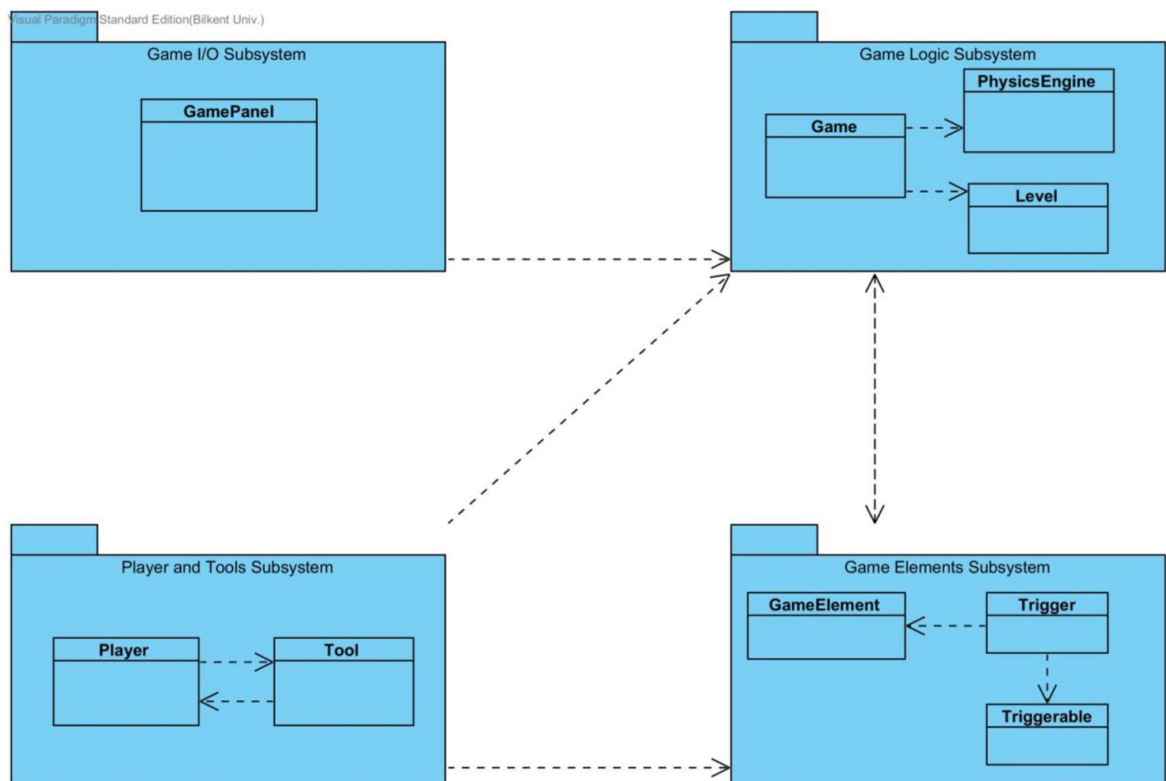 Visual Paradigm Standard Edition(Bilkent Univ.)
Game I/O Subsystem
GamePanel
Game Logic Subsystem
PhysicsEngine
Game
Level
Player and Tools Subsystem
Player
Tool
Game Elements Subsystem
GameElement
Trigger
Triggerable